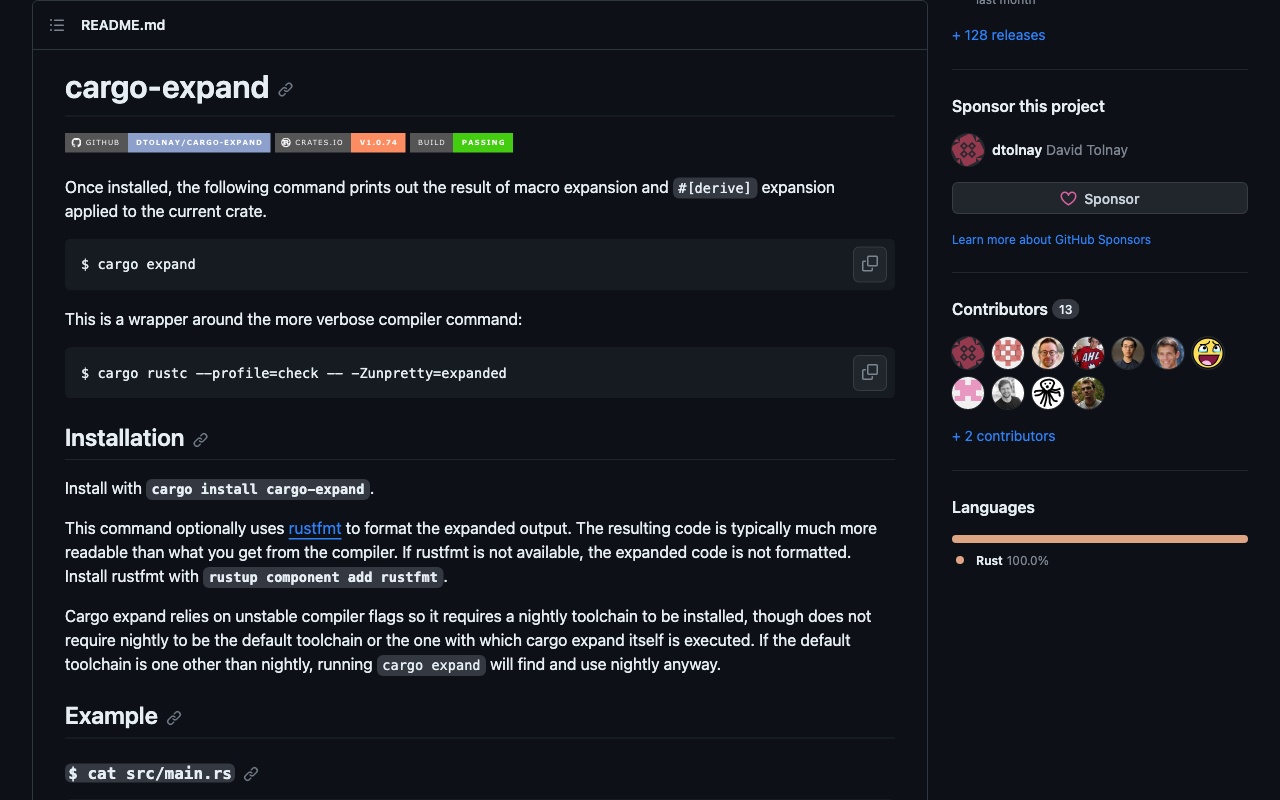 last month
README.md
+ 128 releases
cargo-expand
GITHUB DTOLNAY/CARGO-EXPAND CRATES.IO V1.0.74 BUILD PASSING
Once installed, the following command prints out the result of macro expansion and #[derive] expansion
applied to the current crate.
$ cargo expand
This is a wrapper around the more verbose compiler command:
$ cargo rustc --profile=check -- -Zunpretty=expanded
Installation
Install with cargo install cargo-expand.
This command optionally uses rustfmt to format the expanded output. The resulting code is typically much more
readable than what you get from the compiler. If rustfmt is not available, the expanded code is not formatted.
Install rustfmt with rustup component add rustfmt.
Cargo expand relies on unstable compiler flags so it requires a nightly toolchain to be installed, though does not
require nightly to be the default toolchain or the one with which cargo expand itself is executed. If the default
toolchain is one other than nightly, running cargo expand will find and use nightly anyway.
Example
$ cat src/main.rs
Sponsor this project
dtolnay David Tolnay
Sponsor
Learn more about GitHub Sponsors
Contributors 13
AHL
+ 2 contributors
Languages
Rust 100.0%